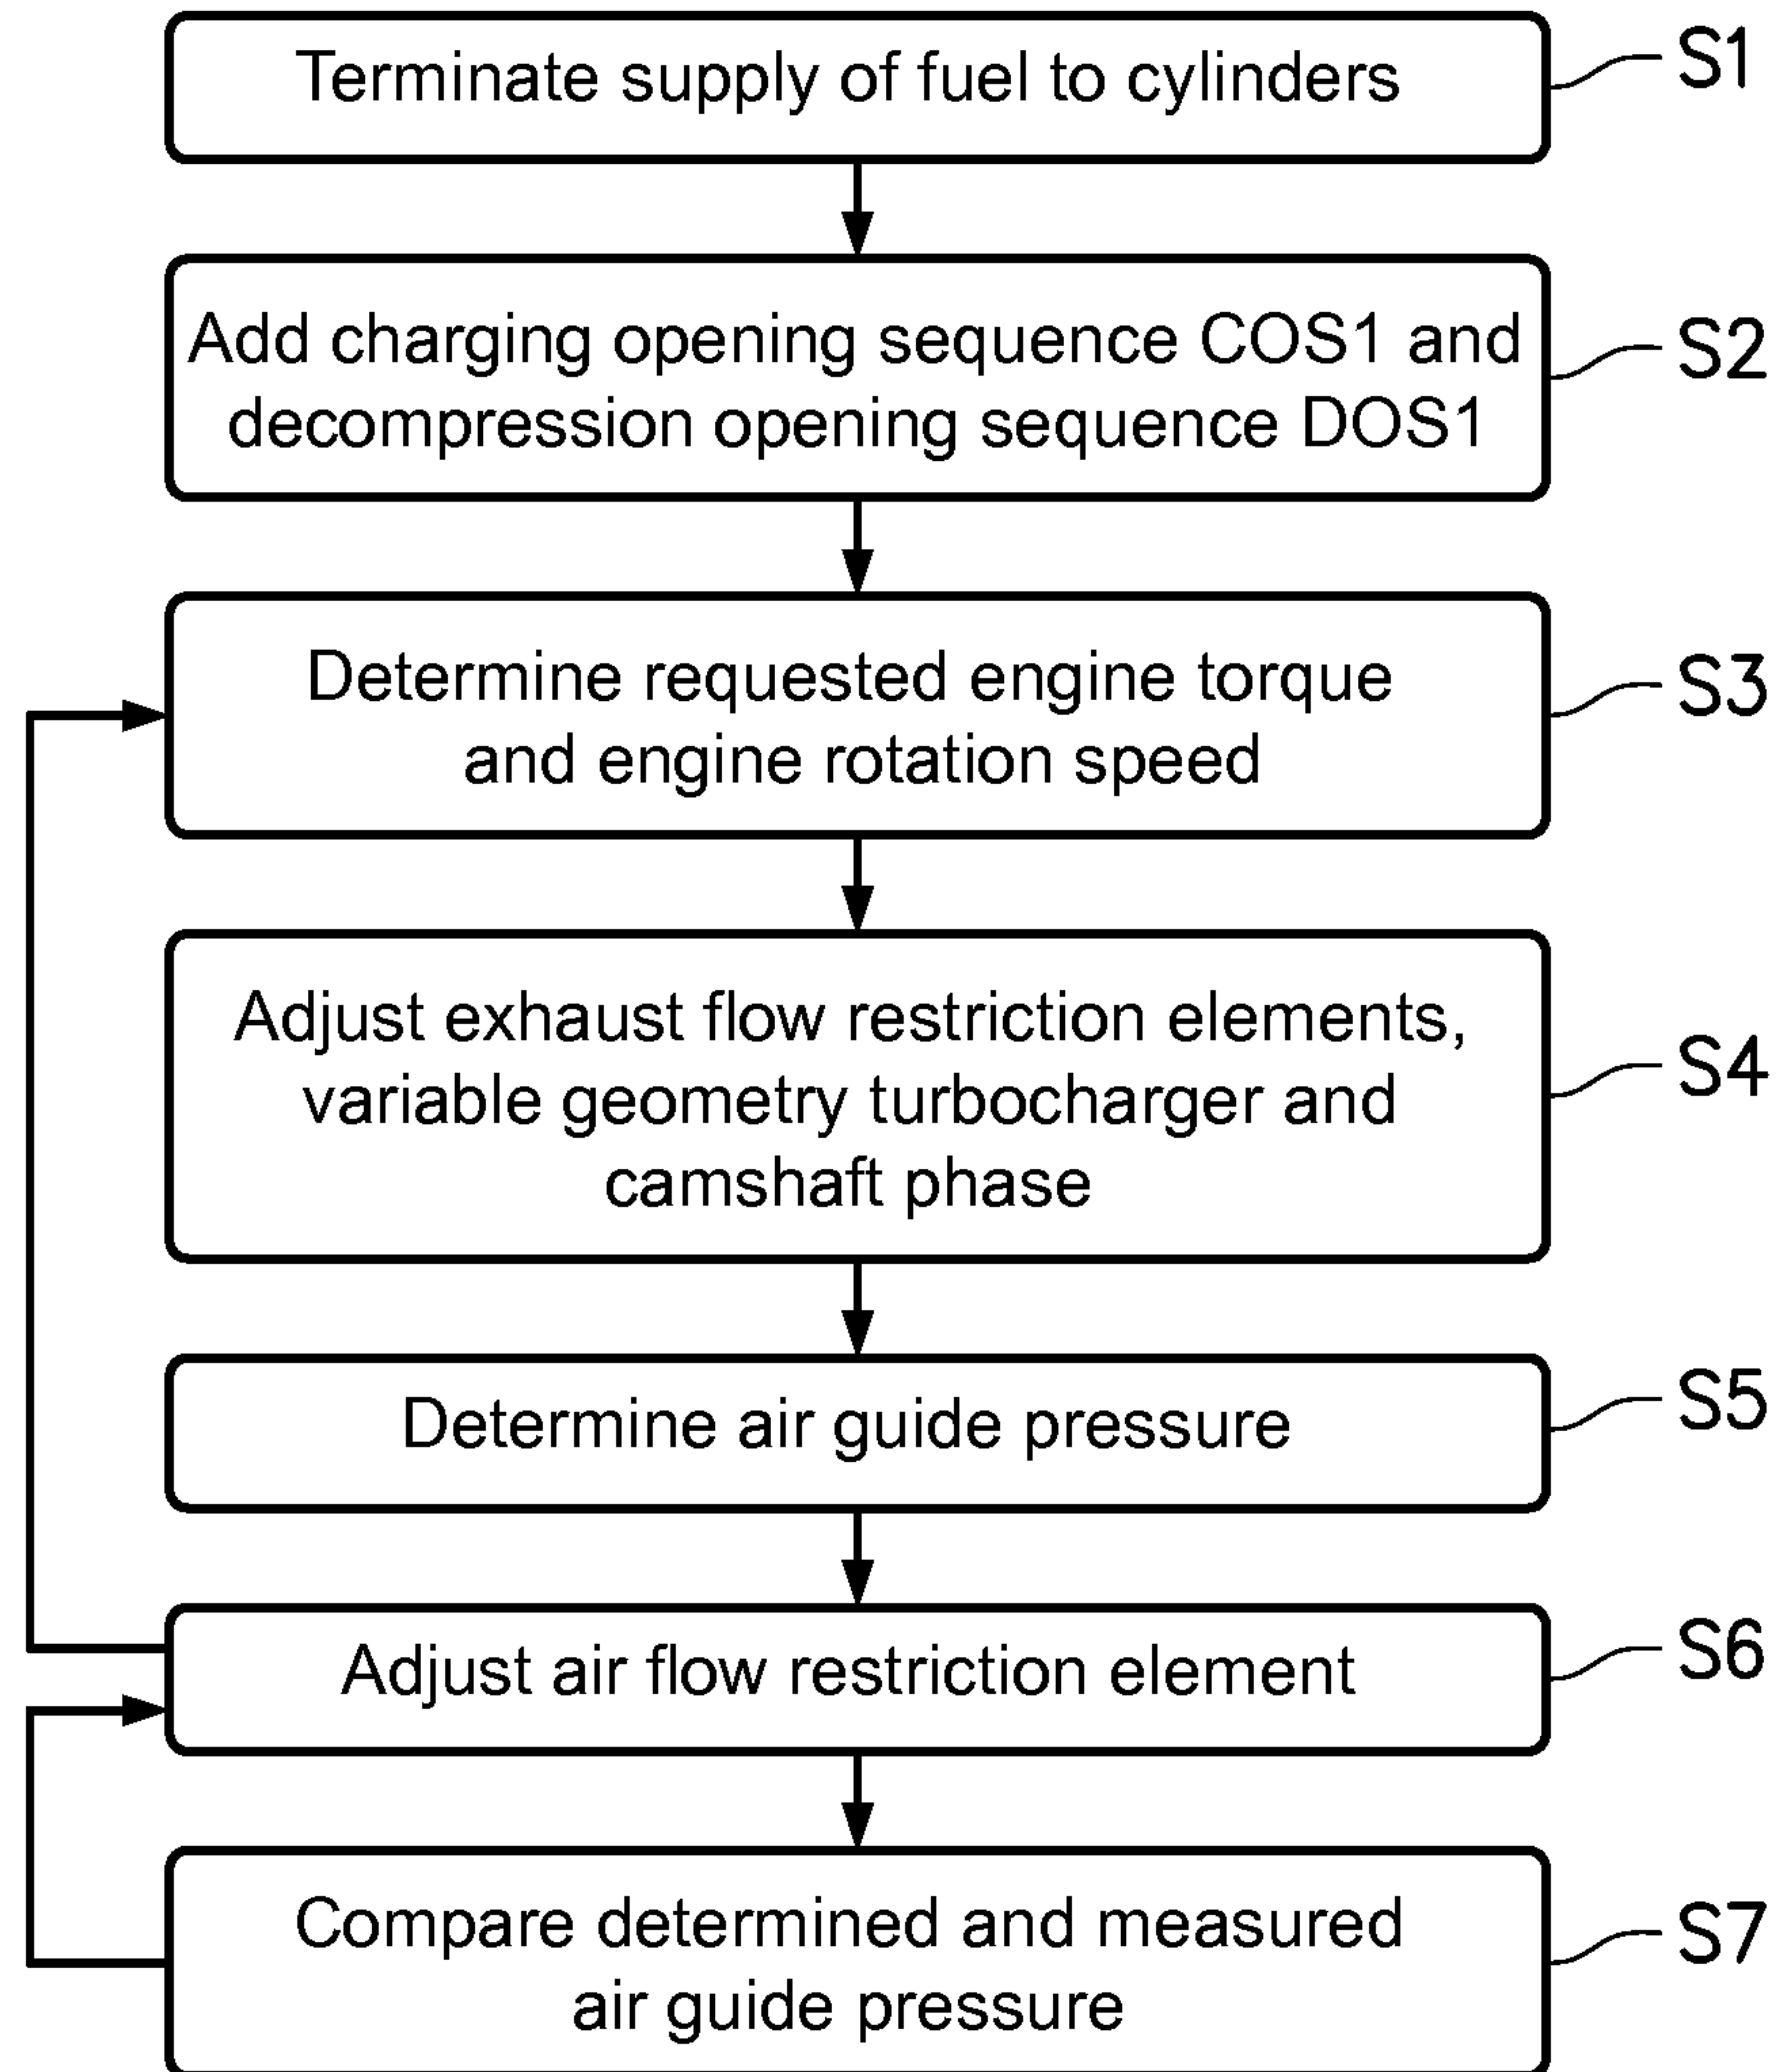 Terminate supply of fuel to cylinders
S1
Add charging opening sequence COS1 and
decompression opening sequence DOS1
S2
Determine requested engine torque
and engine rotation speed
S3
Adjust exhaust flow restriction elements,
variable geometry turbocharger and
camshaft phase
S4
Determine air guide pressure
S5
Adjust air flow restriction element
S6
Compare determined and measured
air guide pressure
S7